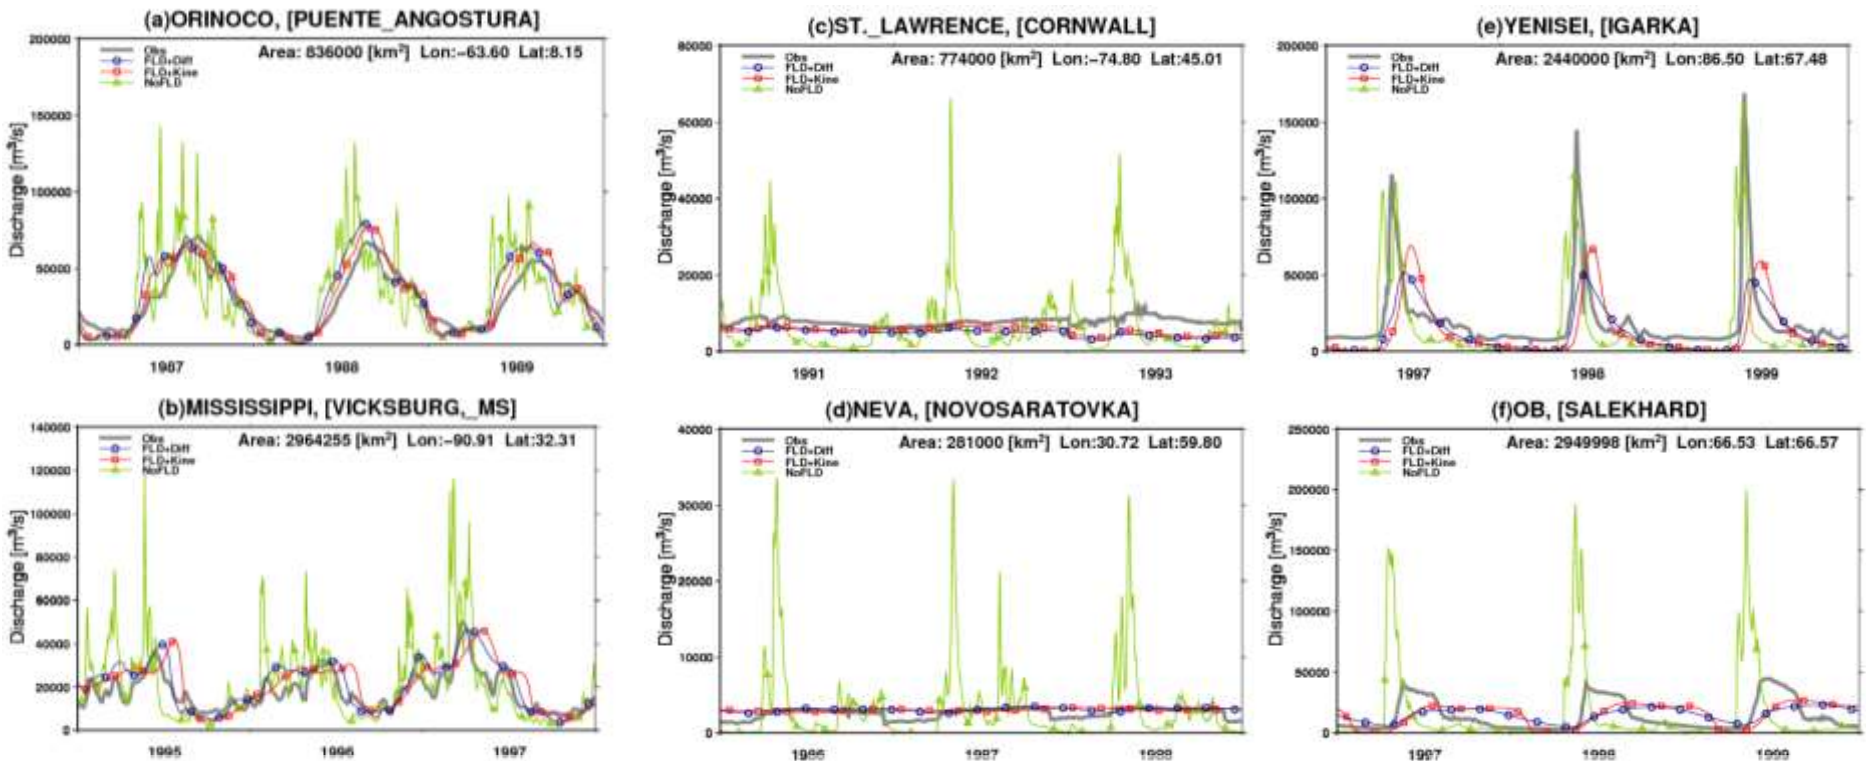 (a)ORINOCO, [PUENTE_ANGOSTURA]
200000
150000
100000
50000
0
Discharge [m³/s]
Obs
FLD+Diff
FLD+Kine
NoFLD
Area: 836000 [km²] Lon:−63.60 Lat:8.15
1987
1988
1989
(b)MISSISSIPPI, [VICKSBURG,_MS]
140000
120000
100000
80000
60000
40000
20000
0
Discharge [m³/s]
Obs
FLD+Diff
FLD+Kine
NoFLD
Area: 2964255 [km²] Lon:−90.91 Lat:32.31
1995
1996
1997
(c)ST._LAWRENCE, [CORNWALL]
80000
60000
40000
20000
0
Discharge [m³/s]
Obs
FLD+Diff
FLD+Kine
NoFLD
Area: 774000 [km²] Lon:−74.80 Lat:45.01
1991
1992
1993
(d)NEVA, [NOVOSARATOVKA]
40000
30000
20000
10000
0
Discharge [m³/s]
Obs
FLD+Diff
FLD+Kine
NoFLD
Area: 281000 [km²] Lon:30.72 Lat:59.80
1986
1987
1988
(e)YENISEI, [IGARKA]
200000
150000
100000
50000
0
Discharge [m³/s]
Obs
FLD+Diff
FLD+Kine
NoFLD
Area: 2440000 [km²] Lon:86.50 Lat:67.48
1997
1998
1999
(f)OB, [SALEKHARD]
250000
200000
150000
100000
50000
0
Discharge [m³/s]
Obs
FLD+Diff
FLD+Kine
NoFLD
Area: 2949998 [km²] Lon:66.53 Lat:66.57
1997
1998
1999